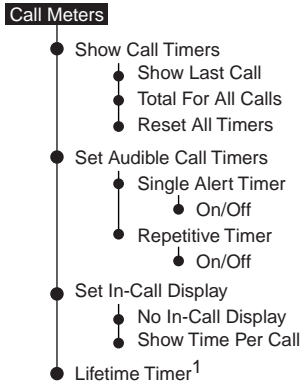 Call Meters
Show Call Timers
Show Last Call
Total For All Calls
Reset All Timers
Set Audible Call Timers
Single Alert Timer
On/Off
Repetitive Timer
On/Off
Set In-Call Display
No In-Call Display
Show Time Per Call
Lifetime Timer1